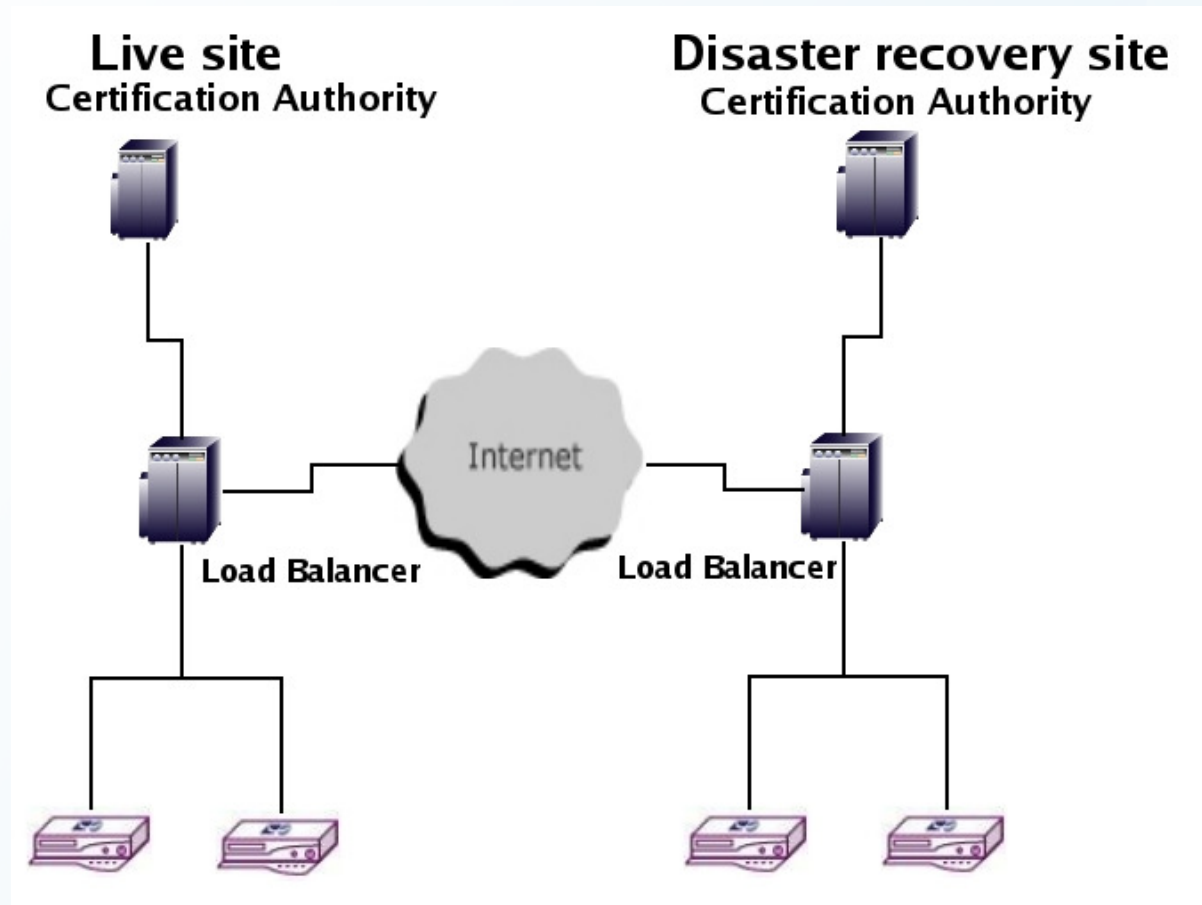 Live site
Certification Authority
Disaster recovery site
Certification Authority
Internet
Load Balancer
Load Balancer